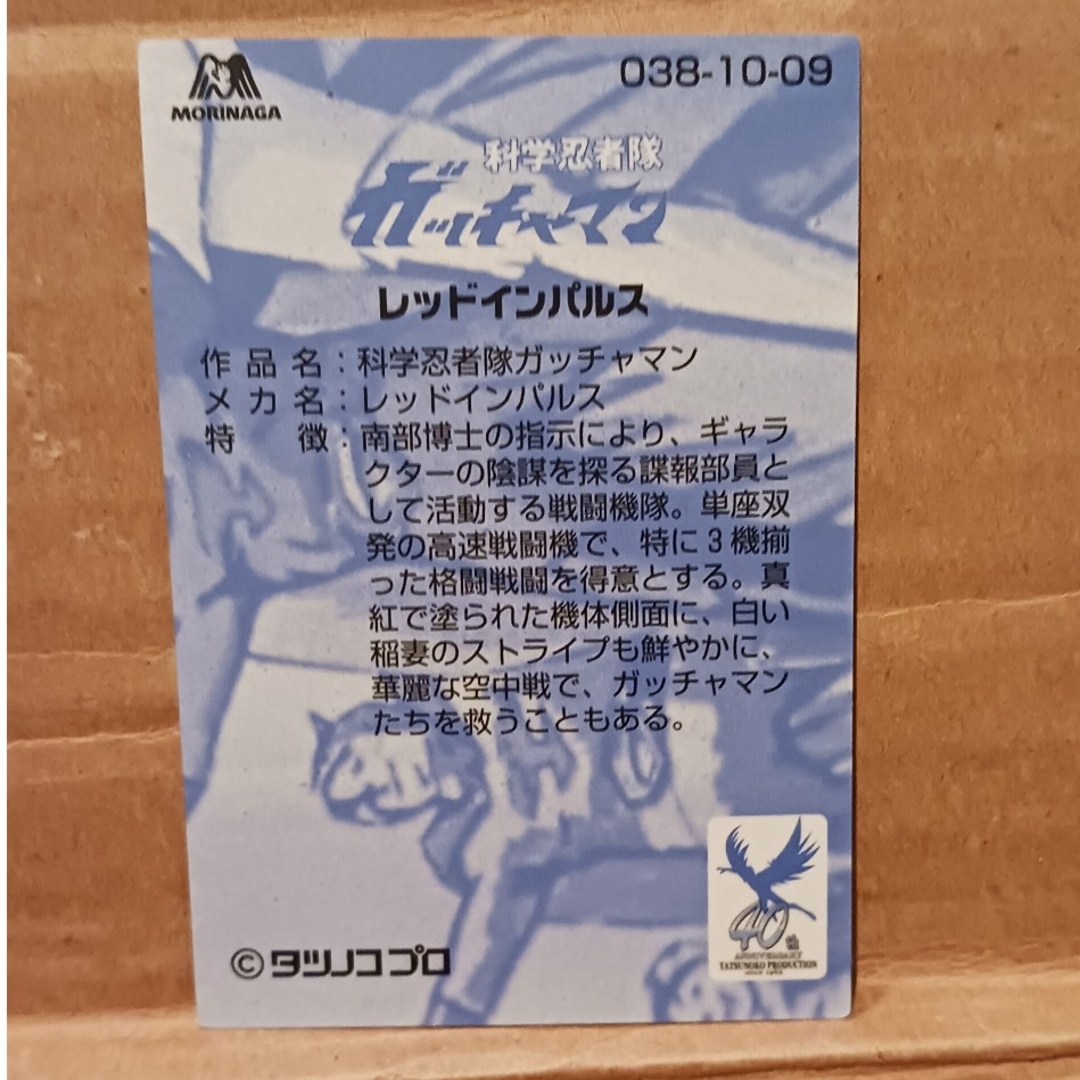 MORINAGA
038-10-09
科学忍者隊
ガッチャマン
レッドインパルス
作品名：科学忍者隊ガッチャマン
メカ名：レッドインパルス
特　徴：南部博士の指示により、ギャラ
クターの陰謀を探る諜報部員と
して活動する戦闘機隊。単座双
発の高速戦闘機で、特に3機揃
った格闘戦闘を得意とする。真
紅で塗られた機体側面に、白い
稲妻のストライプも鮮やかに、
華麗な空中戦で、ガッチャマン
たちを救うこともある。
40th
ANNIVERSARY
TATSUNOKO PRODUCTION
since 1962
©タツノコプロ